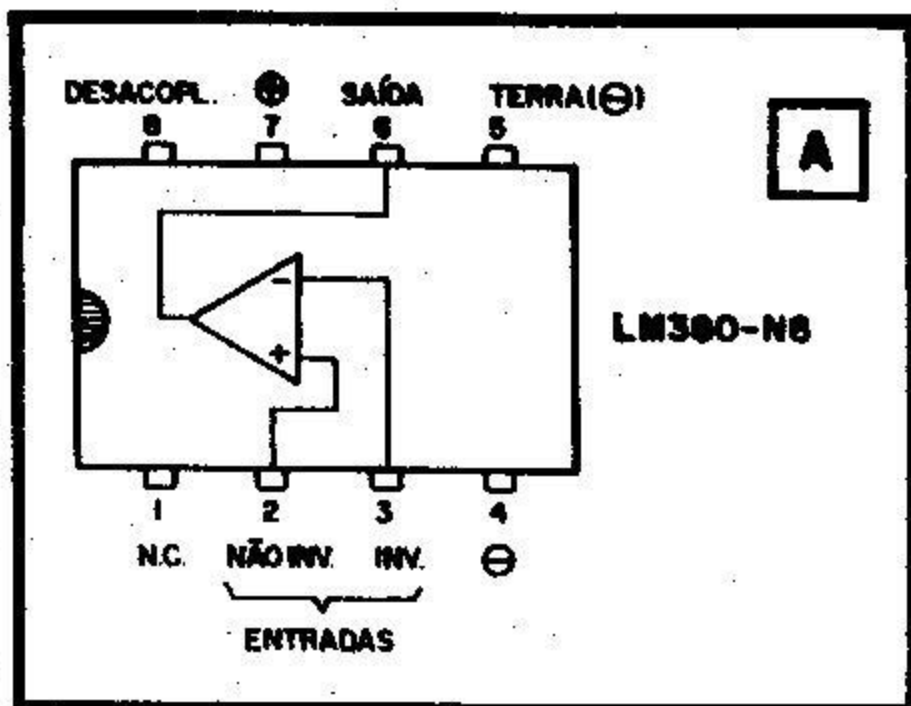 DESACOPL. ⊕ SAÍDA TERRA(⊖)
8 7 6 5
A
- 
+
LM380-N8
1 2 3 4
N.C. NÃO INV. INV. ⊖
ENTRADAS